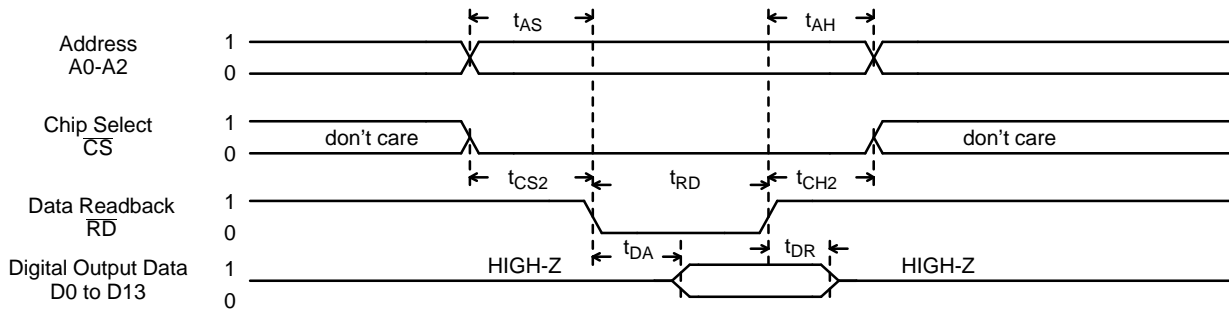 tAS tAH
Address
A0-A2
1
0
Chip Select
CS
1
0
don't care don't care
tCS2 tRD tCH2
Data Readback
RD
1
0
tDA tDR
Digital Output Data
D0 to D13
1
0
HIGH-Z HIGH-Z